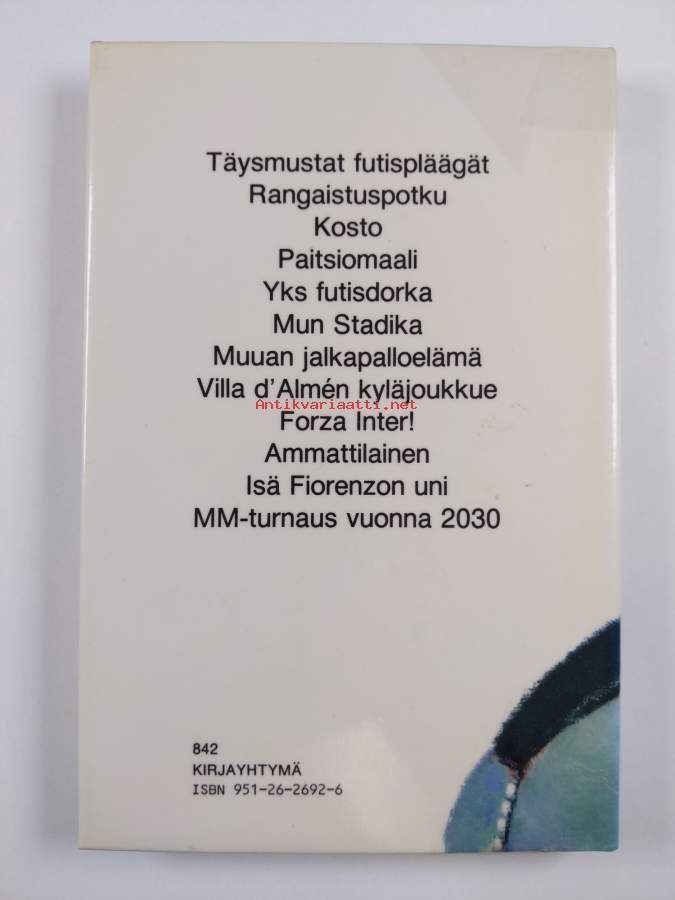 Täysmustat futispläägät
Rangaistuspotku
Kosto
Paitsiomaali
Yks futisdorka
Mun Stadika
Muuan jalkapalloelämä
Villa d'Almén kyläjoukkue
Antikvariaatti.net
Forza Inter!
Ammattilainen
Isä Fiorenzon uni
MM-turnaus vuonna 2030
842
KIRJAYHTYMÄ
ISBN 951-26-2692-6